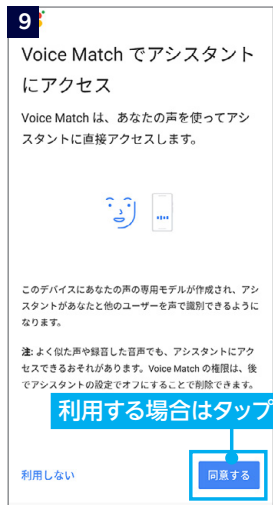 9
Voice Match でアシスタント
にアクセス
Voice Match は、あなたの声を使ってアシ
スタントに直接アクセスします。
このデバイスにあなたの声の専用モデルが作成され、アシ
スタントがあなたと他のユーザーを声で識別できるように
なります。
注: よく似た声や録音した音声でも、アシスタントにアク
セスできるおそれがあります。Voice Match の権限は、後
でアシスタントの設定でオフにすることで削除できます。
利用する場合はタップ
利用しない
同意する